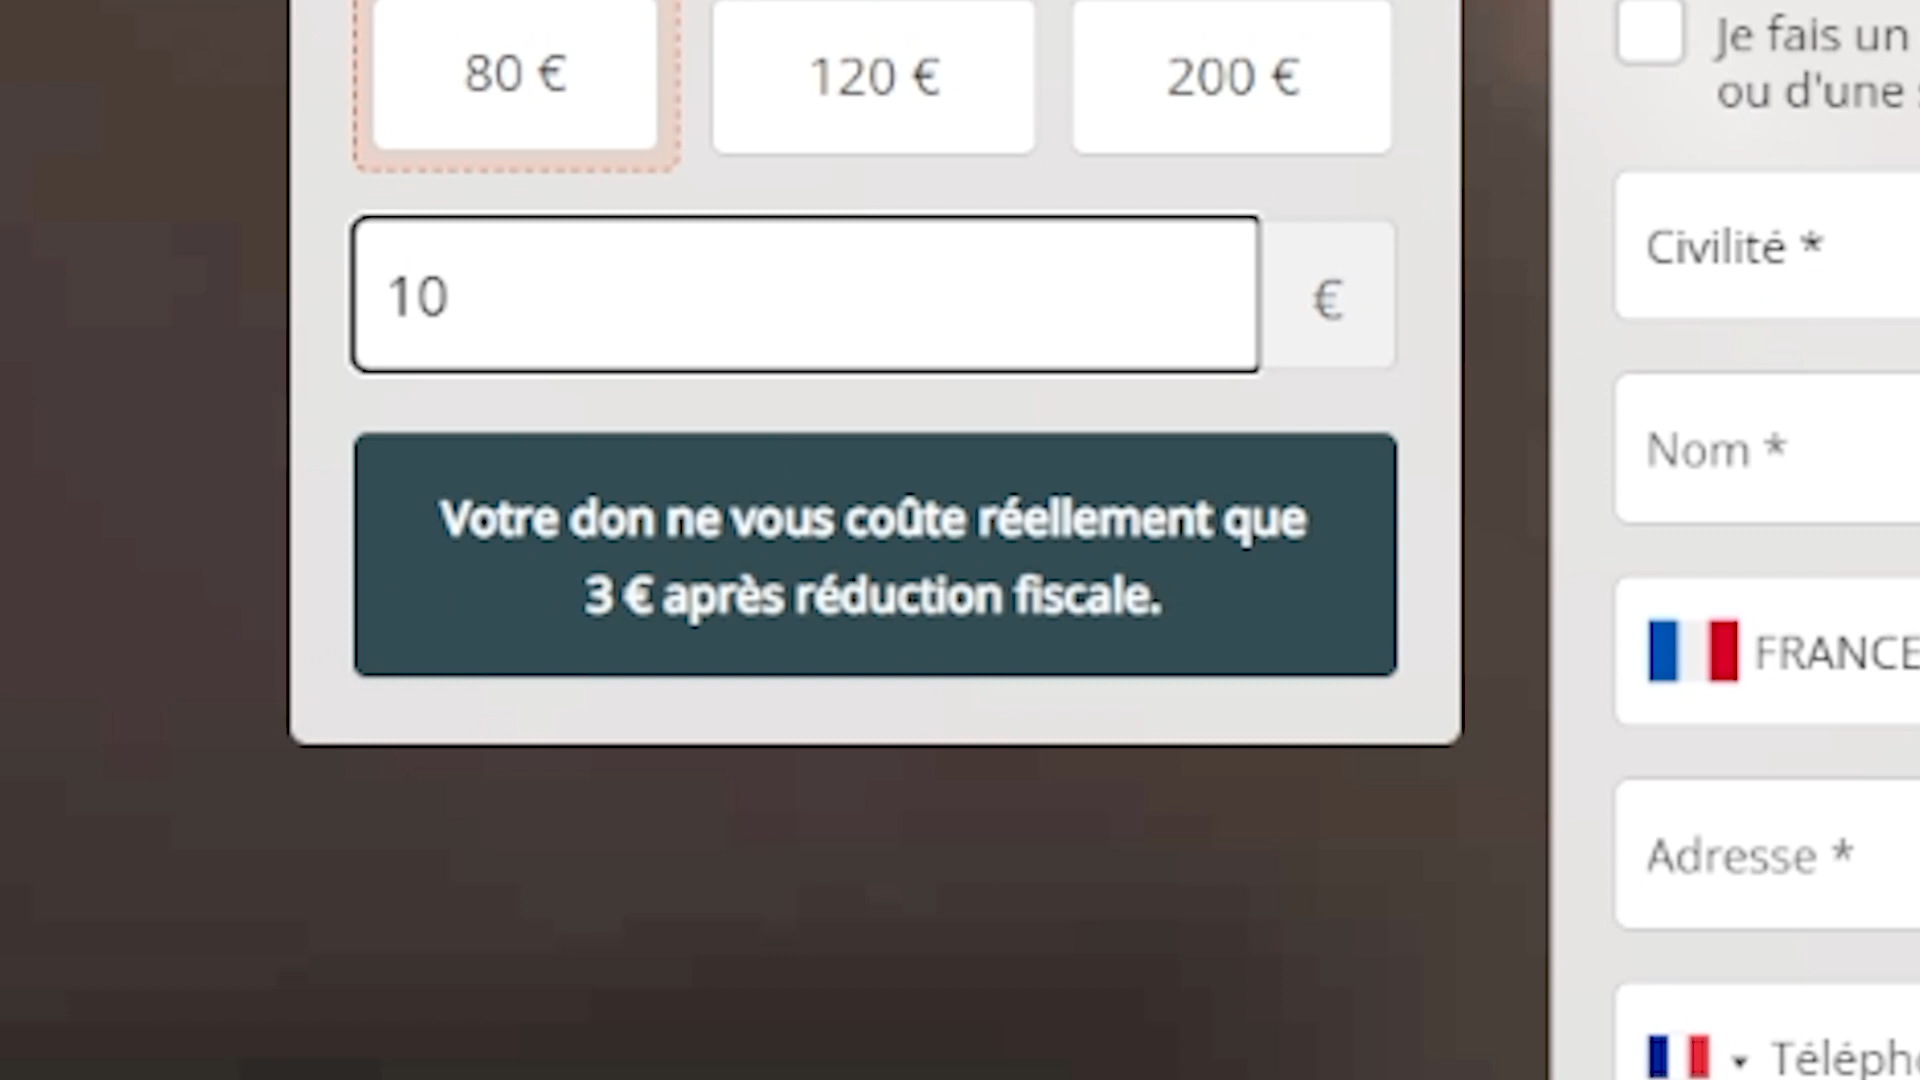 80 €
120 €
200 €
10
€
Votre don ne vous coûte réellement que
3 € après réduction fiscale.
Je fais un
ou d'une
Civilité *
Nom *
FRANCE
Adresse *